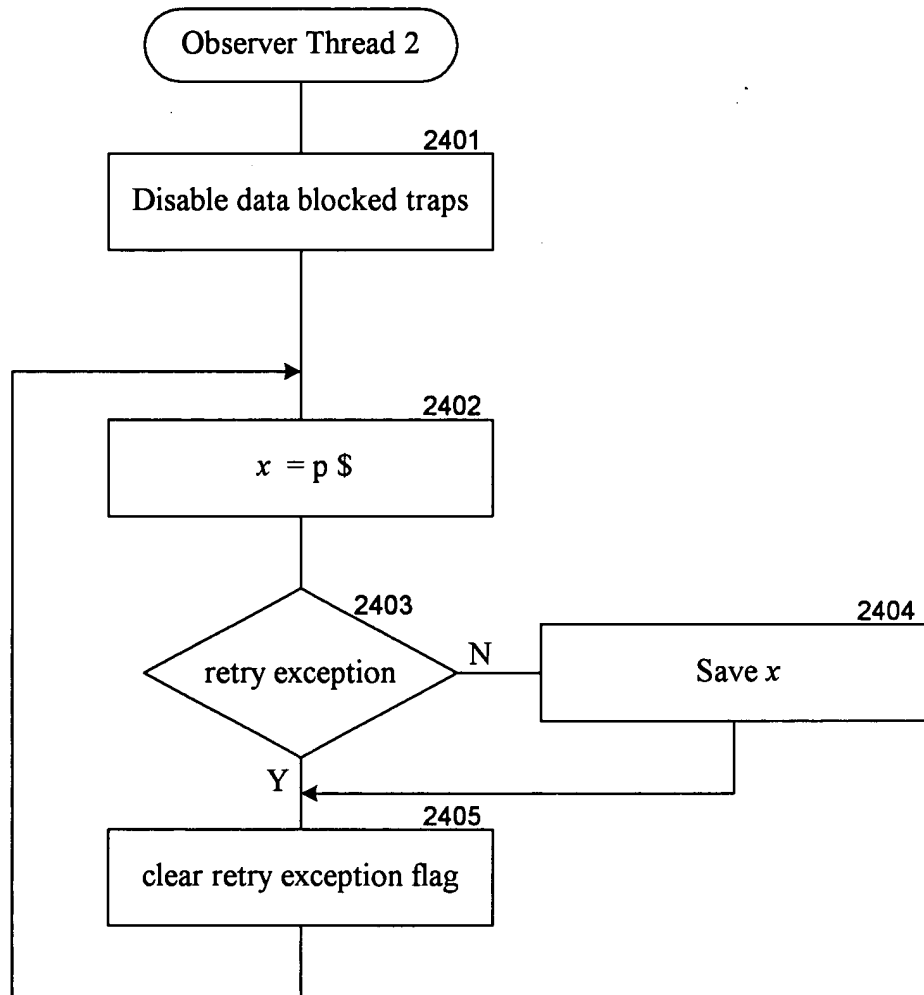 Observer Thread 2
2401
Disable data blocked traps
2402
x = p $
2403
retry exception
N
2404
Save x
Y
2405
clear retry exception flag